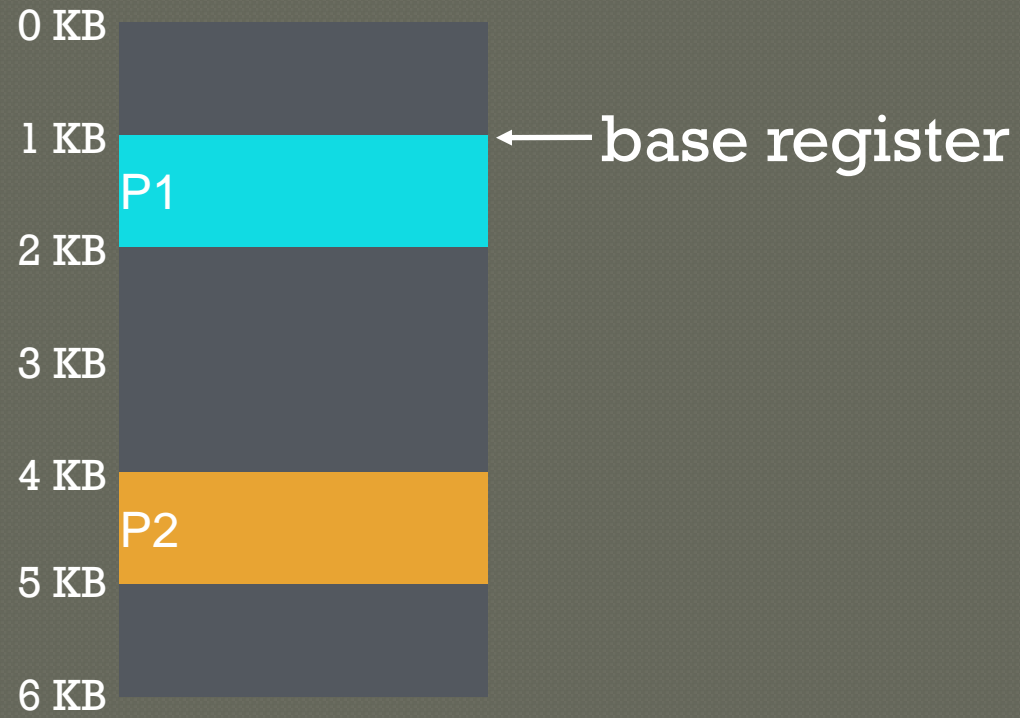 0 KB
1 KB
base register
P1
2 KB
3 KB
4 KB
P2
5 KB
6 KB